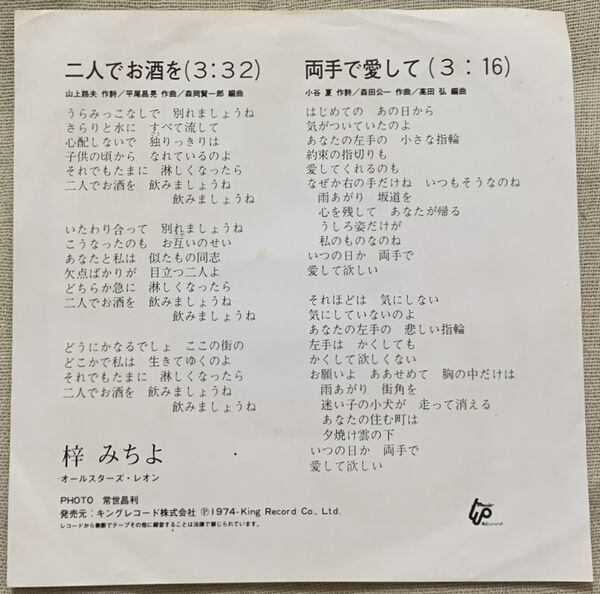 二人でお酒を(3:32)
山上路夫 作詩/平尾昌晃 作曲/森岡賢一郎 編曲
うらみっこなしで 別れましょうね
さらりと水に すべて流して
心配しないで 独りっきりは
子供の頃から なれているのよ
それでもたまに 淋しくなったら
二人でお酒を 飲みましょうね
飲みましょうね
いたわり合って 別れましょうね
こうなったのも お互いのせい
あなたと私は 似たもの同志
欠点ばかりが 目立つ二人よ
どちらか急に 淋しくなったら
二人でお酒を 飲みましょうね
飲みましょうね
どうにかなるでしょ ここの街の
どこかで私は 生きてゆくのよ
それでもたまに 淋しくなったら
二人でお酒を 飲みましょうね
飲みましょうね
梓 みちよ
オールスターズ・レオン
PHOTO 常世昌利
発売元:キングレコード株式会社 Ⓟ1974-King Record Co., Ltd.
レコードから無断でテープその他に録音することは法律で禁じられています。
両手で愛して(3:16)
小谷 夏 作詩/森田公一 作曲/高田 弘 編曲
はじめての あの日から
気がついていたのよ
あなたの左手の 小さな指輪
約束の指切りも
愛してくれるのも
なぜか右の手だけね いつもそうなのね
雨あがり 坂道を
心を残して あなたが帰る
うしろ姿だけが
私のものなのね
いつの日か 両手で
愛して欲しい
それほどは 気にしない
気にしていないのよ
あなたの左手の 悲しい指輪
左手は かくしても
かくして欲しくない
お願いよ ああせめて 胸の中だけは
雨あがり 街角を
迷い子の小犬が 走って消える
あなたの住む町は
夕焼け雲の下
いつの日か 両手で
愛して欲しい